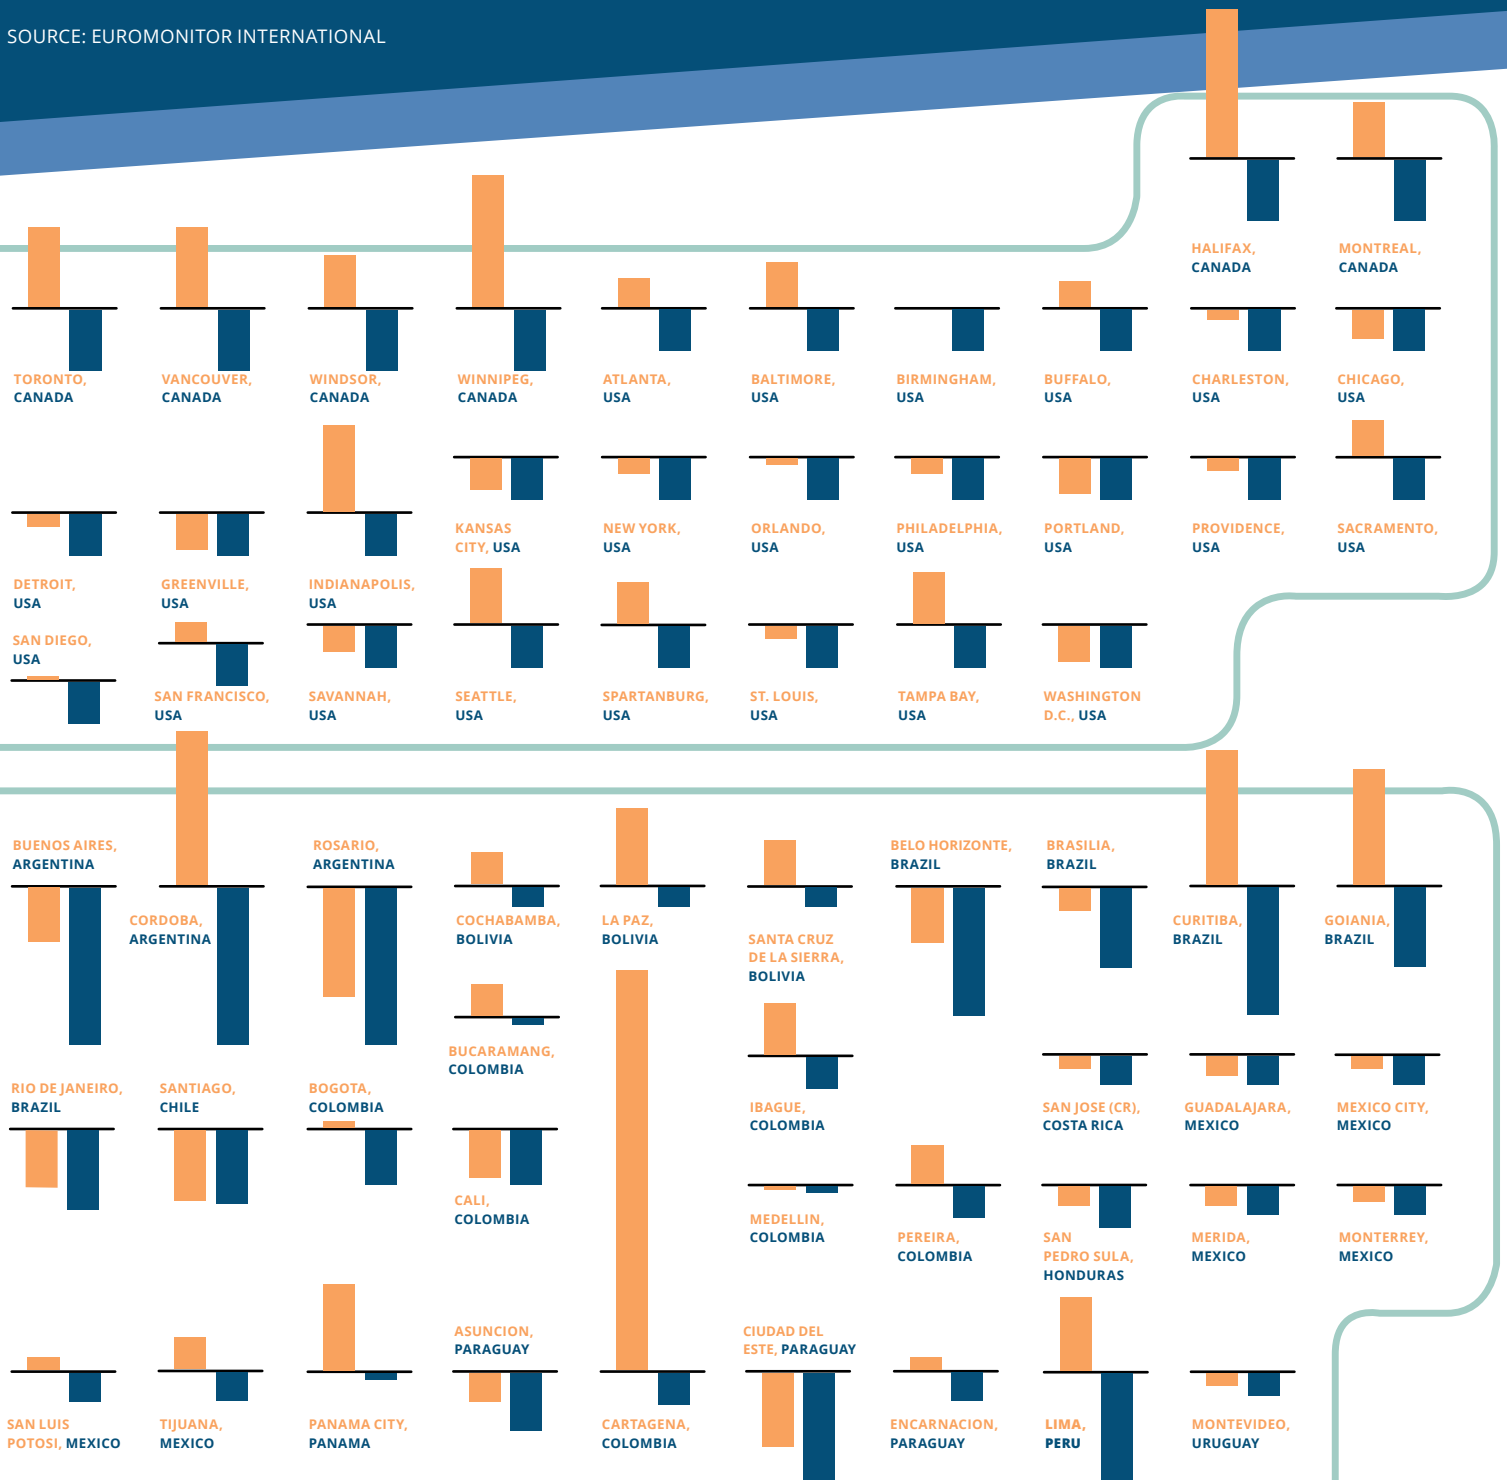 SOURCE: EUROMONITOR INTERNATIONAL
HALIFAX,
CANADA
MONTREAL,
CANADA
TORONTO,
CANADA
VANCOUVER,
CANADA
WINDSOR,
CANADA
WINNIPEG,
CANADA
ATLANTA,
USA
BALTIMORE,
USA
BIRMINGHAM,
USA
BUFFALO,
USA
CHARLESTON,
USA
CHICAGO,
USA
DETROIT,
USA
GREENVILLE,
USA
INDIANAPOLIS,
USA
KANSAS
CITY, USA
NEW YORK,
USA
ORLANDO,
USA
PHILADELPHIA,
USA
PORTLAND,
USA
PROVIDENCE,
USA
SACRAMENTO,
USA
SAN DIEGO,
USA
SAN FRANCISCO,
USA
SAVANNAH,
USA
SEATTLE,
USA
SPARTANBURG,
USA
ST. LOUIS,
USA
TAMPA BAY,
USA
WASHINGTON
D.C., USA
BUENOS AIRES,
ARGENTINA
CORDOBA,
ARGENTINA
ROSARIO,
ARGENTINA
COCHABAMBA,
BOLIVIA
LA PAZ,
BOLIVIA
SANTA CRUZ
DE LA SIERRA,
BOLIVIA
BELO HORIZONTE,
BRAZIL
BRASILIA,
BRAZIL
CURITIBA,
BRAZIL
GOIANIA,
BRAZIL
RIO DE JANEIRO,
BRAZIL
SANTIAGO,
CHILE
BOGOTA,
COLOMBIA
BUCARAMANG,
COLOMBIA
CALI,
COLOMBIA
CARTAGENA,
COLOMBIA
IBAGUE,
COLOMBIA
MEDELLIN,
COLOMBIA
PEREIRA,
COLOMBIA
SAN JOSE (CR),
COSTA RICA
SAN
PEDRO SULA,
HONDURAS
GUADALAJARA,
MEXICO
MEXICO CITY,
MEXICO
MERIDA,
MEXICO
MONTERREY,
MEXICO
SAN LUIS
POTOSI, MEXICO
TIJUANA,
MEXICO
PANAMA CITY,
PANAMA
ASUNCION,
PARAGUAY
CIUDAD DEL
ESTE, PARAGUAY
ENCARNACION,
PARAGUAY
LIMA,
PERU
MONTEVIDEO,
URUGUAY